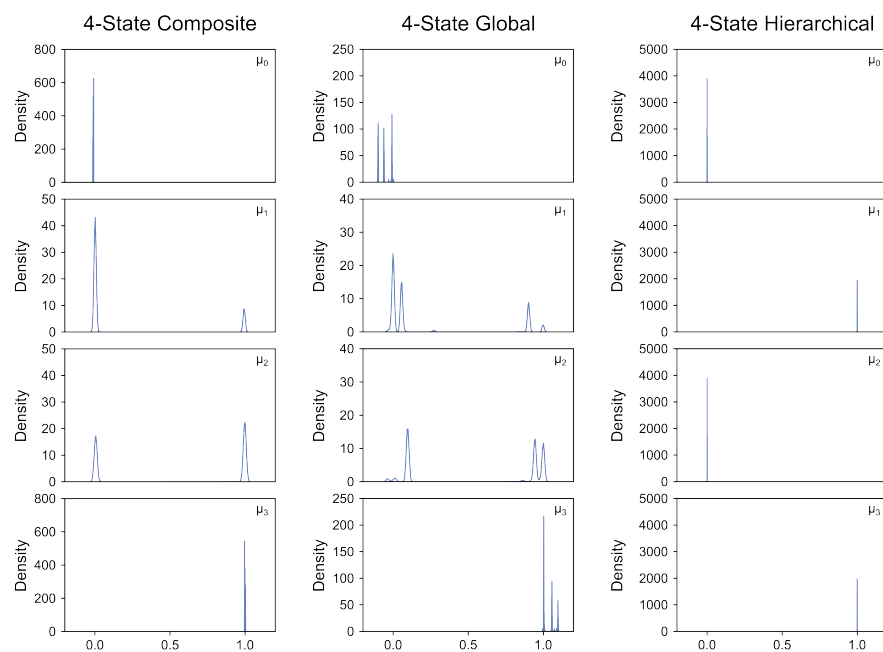 4-State Composite 4-State Global 4-State Hierarchical
800 250 5000
μ0 μ0 μ0
600 200 4000
Density Density Density
400 150 3000
200 100 2000
50 1000
0 0 0
50 40 5000
μ1 μ1 μ1
40 30 4000
Density Density Density
30 20 3000
20 10 2000
10 1000
0 0 0
50 40 5000
μ2 μ2 μ2
40 30 4000
Density Density Density
30 20 3000
20 10 2000
10 1000
0 0 0
800 250 5000
μ3 μ3 μ3
600 200 4000
Density Density Density
400 150 3000
200 100 2000
50 1000
0 0 0
0.0 0.5 1.0 0.0 0.5 1.0 0.0 0.5 1.0